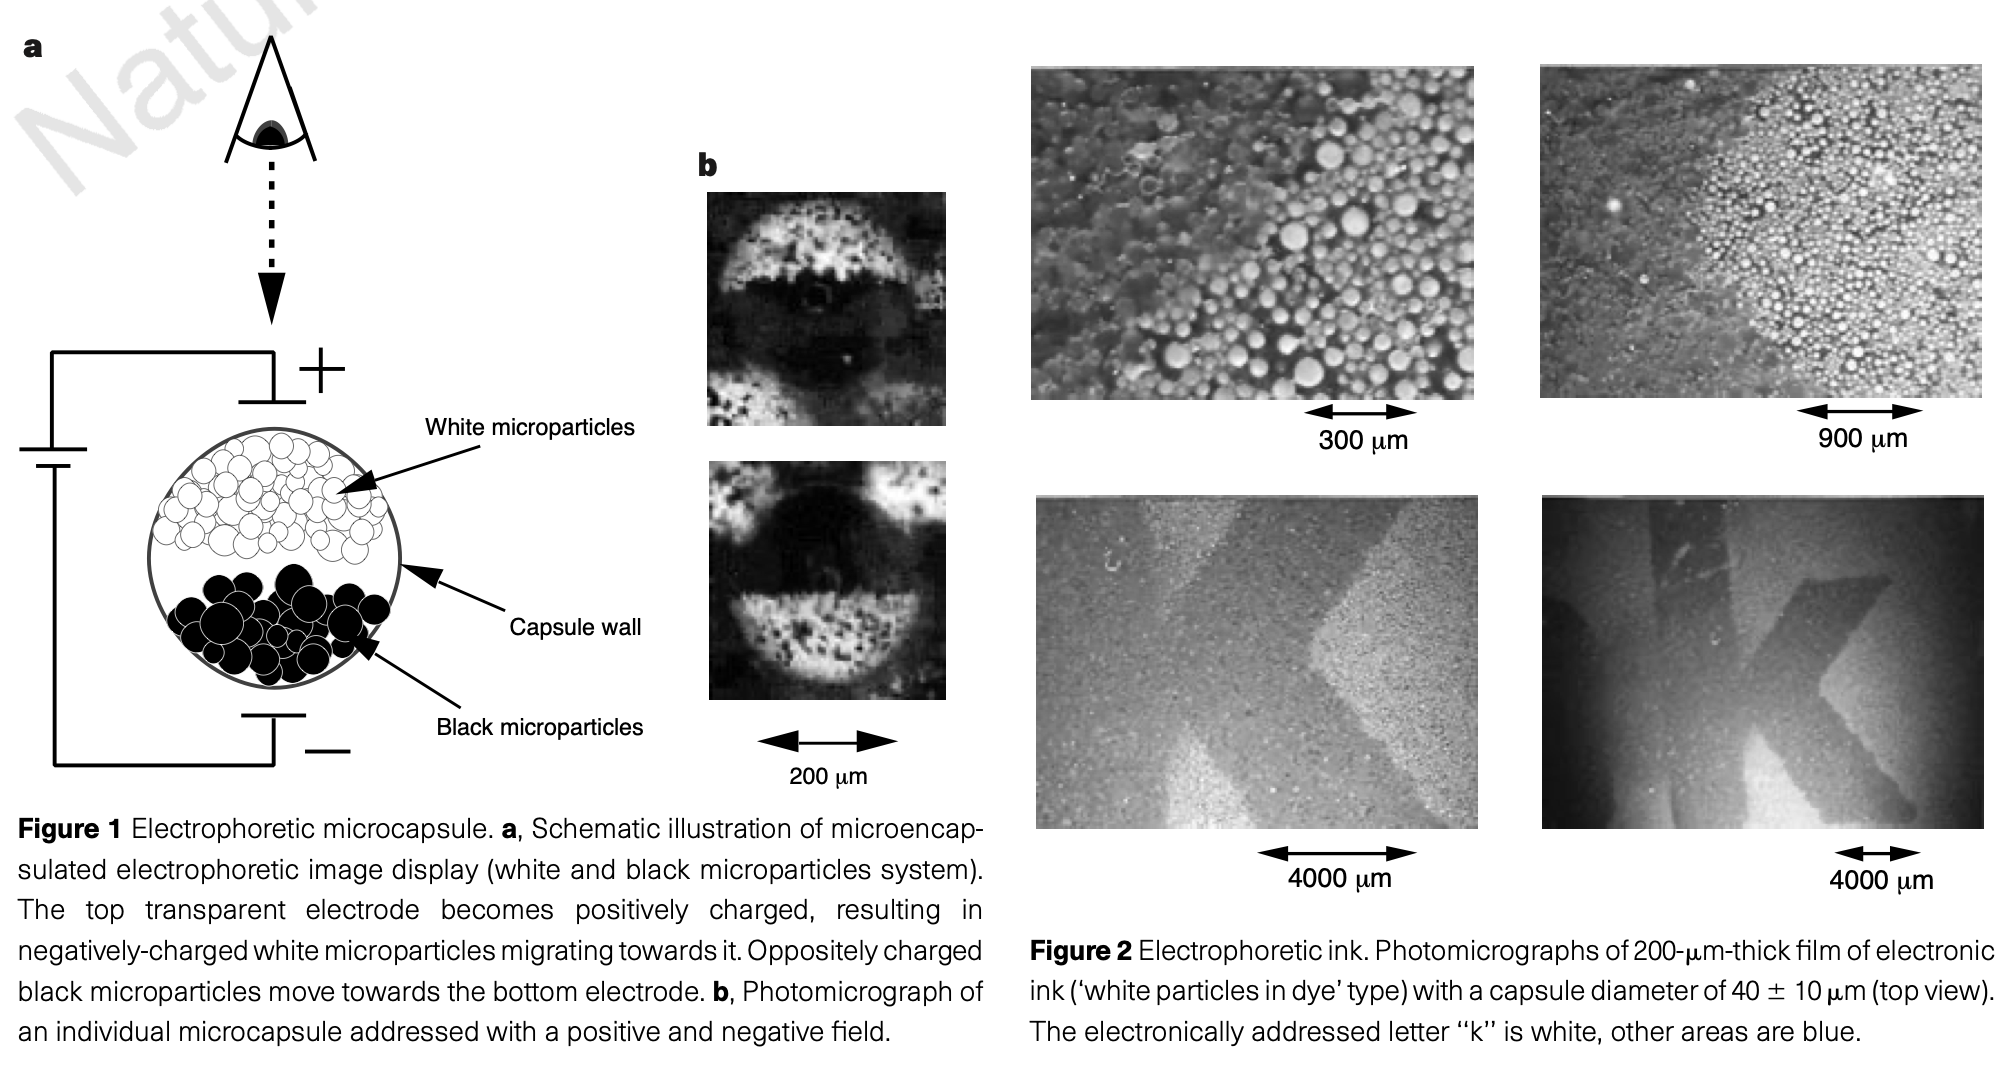 Natu
a
b
+
White microparticles
Capsule wall
Black microparticles
—
200 μm
Figure 1 Electrophoretic microcapsule. a, Schematic illustration of microencap-
sulated electrophoretic image display (white and black microparticles system).
The top transparent electrode becomes positively charged, resulting in
negatively-charged white microparticles migrating towards it. Oppositely charged
black microparticles move towards the bottom electrode. b, Photomicrograph of
an individual microcapsule addressed with a positive and negative field.
300 μm
900 μm
4000 μm
4000 μm
Figure 2 Electrophoretic ink. Photomicrographs of 200-μm-thick film of electronic
ink (‘white particles in dye’ type) with a capsule diameter of 40 ± 10 μm (top view).
The electronically addressed letter “k” is white, other areas are blue.